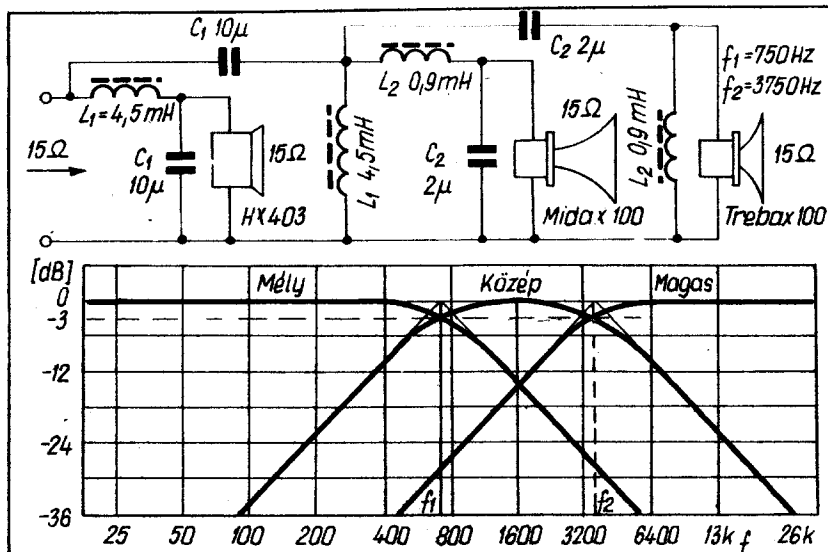 C₁ 10μ
C₂ 2μ
f₁=750Hz
f₂=3750Hz
L₁=4,5mH
L₂ 0,9mH
15Ω
C₁
10μ
15Ω
HX403
L₁ 4,5mH
C₂
2μ
15Ω
Midax 100
L₂ 0,9mH
15Ω
Trebax 100
[dB]
0
-3
-12
-24
-36
Mély
Közép
Magas
f₁
f₂
25 50 100 200 400 800 1600 3200 6400 13k f 26k